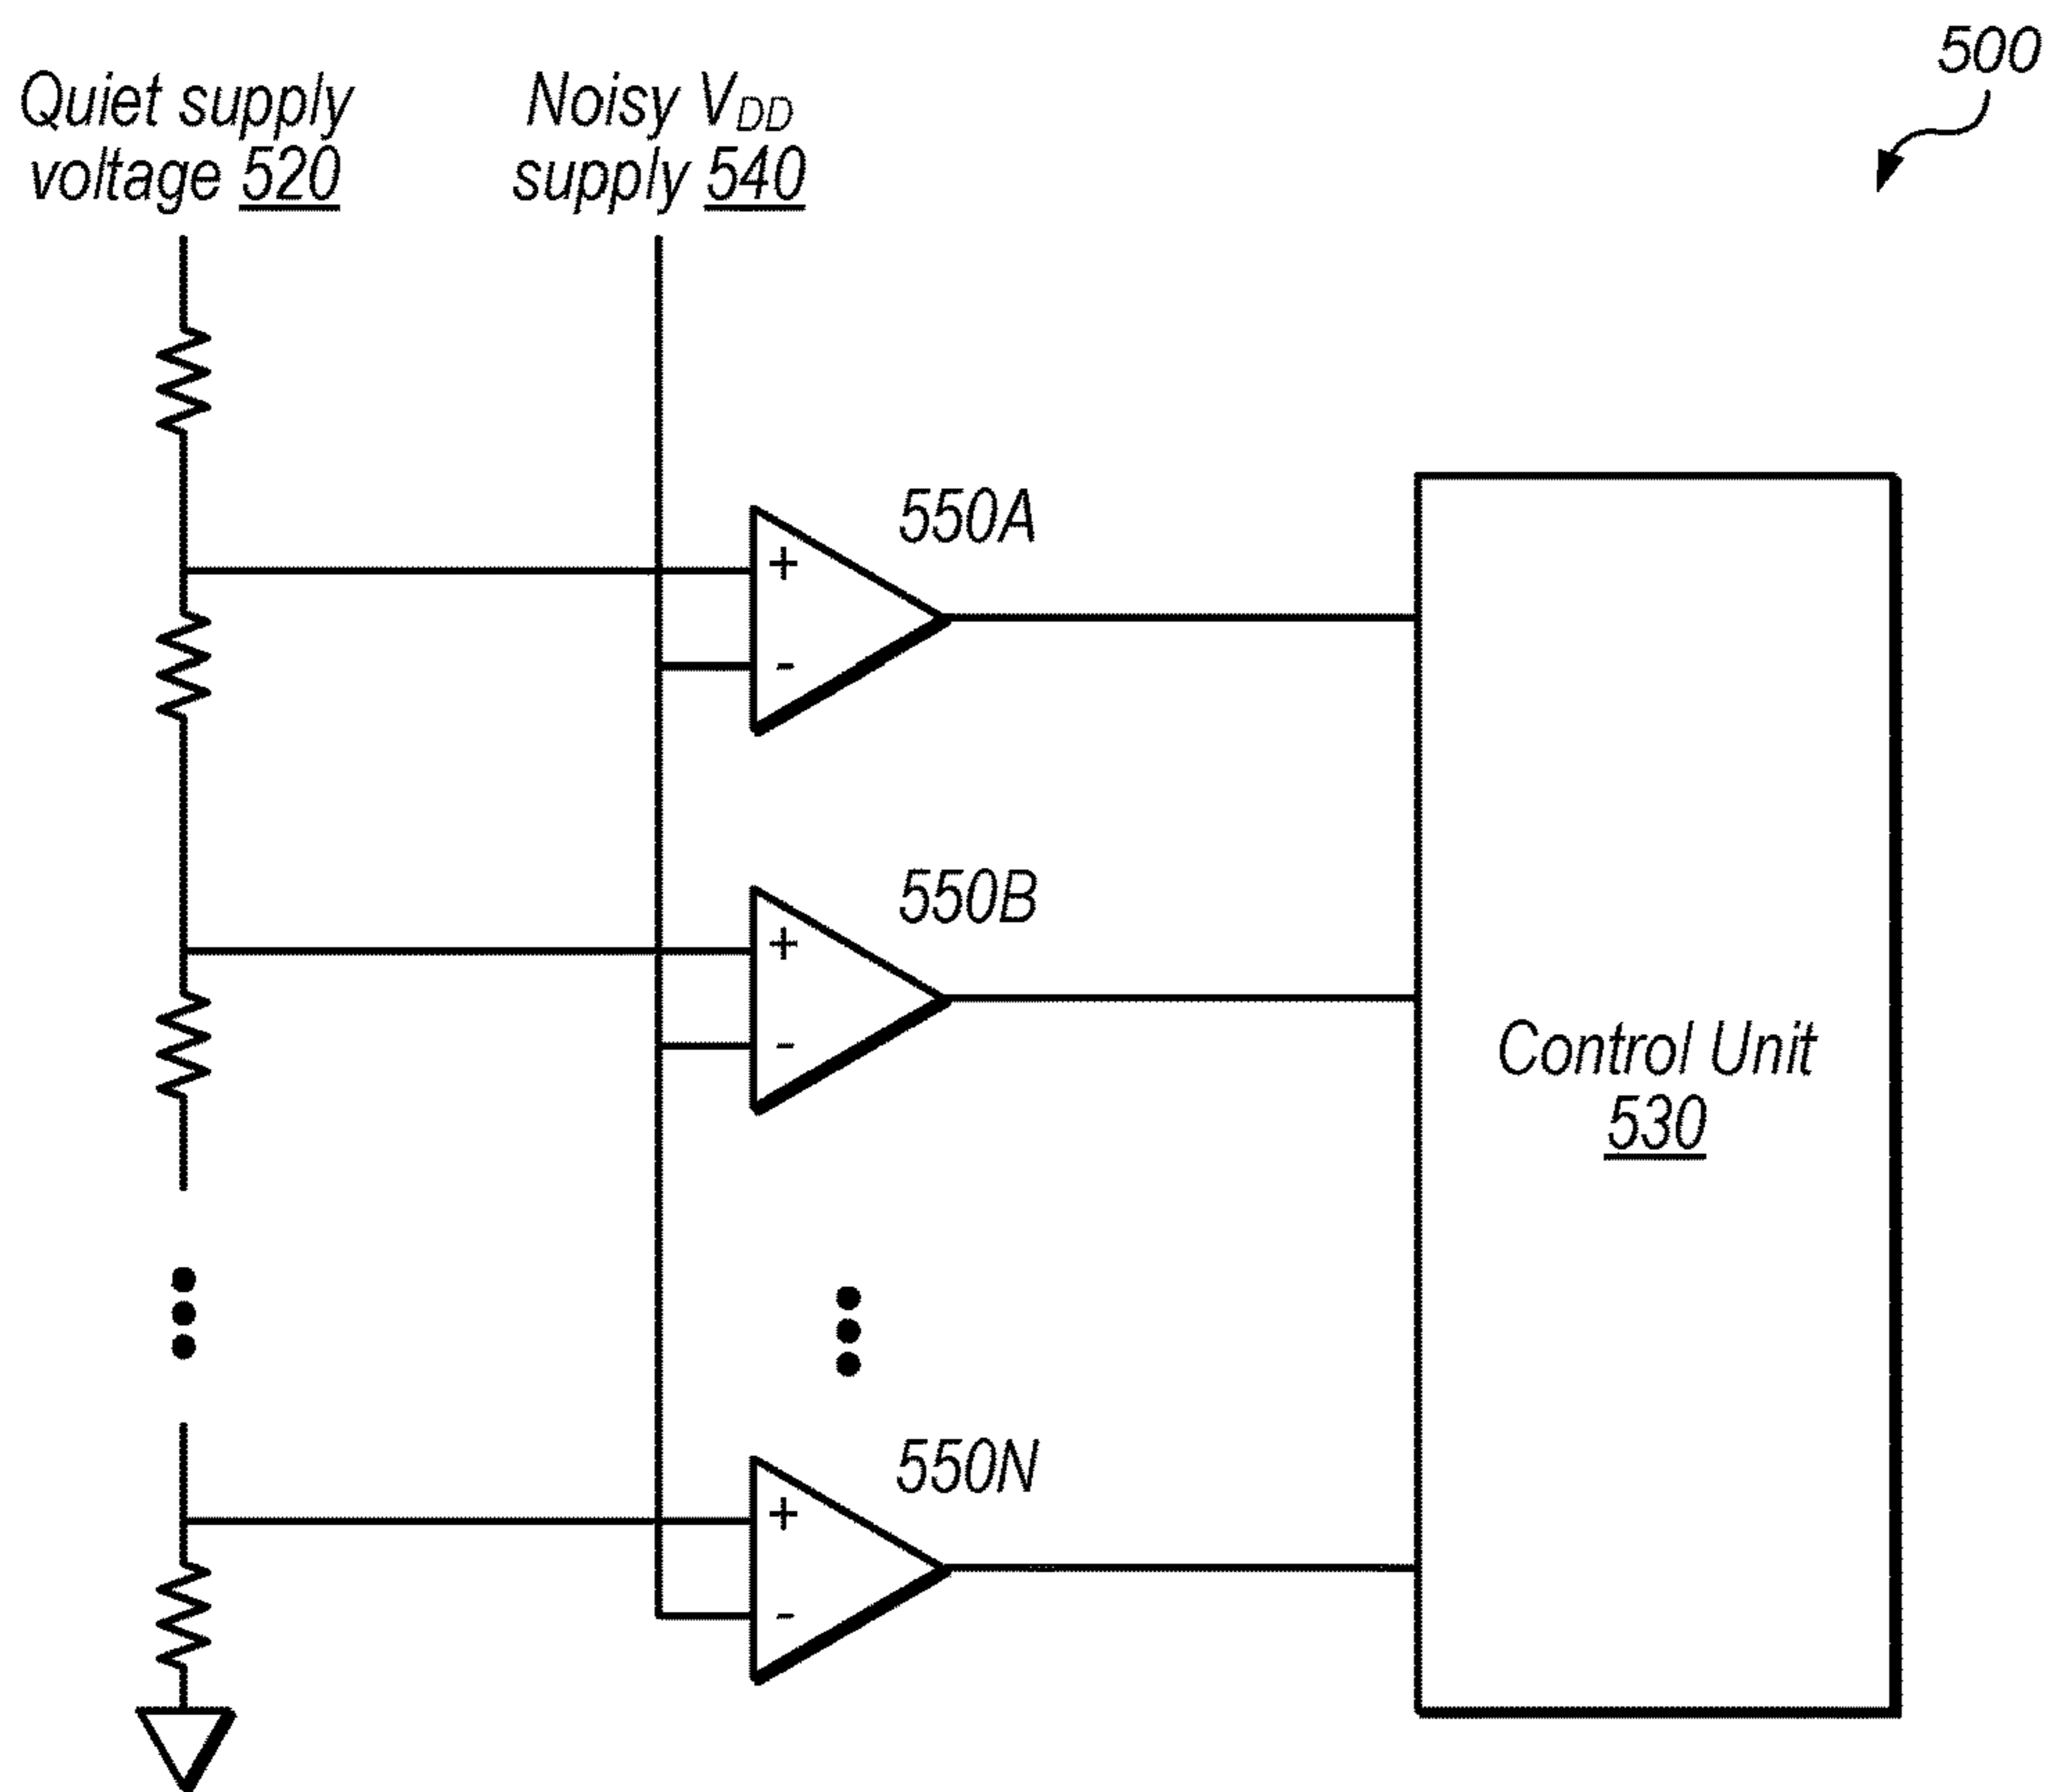 500
Quiet supply
voltage 520
Noisy VDD
supply 540
550A
+
-
550B
+
-
Control Unit
530
550N
+
-